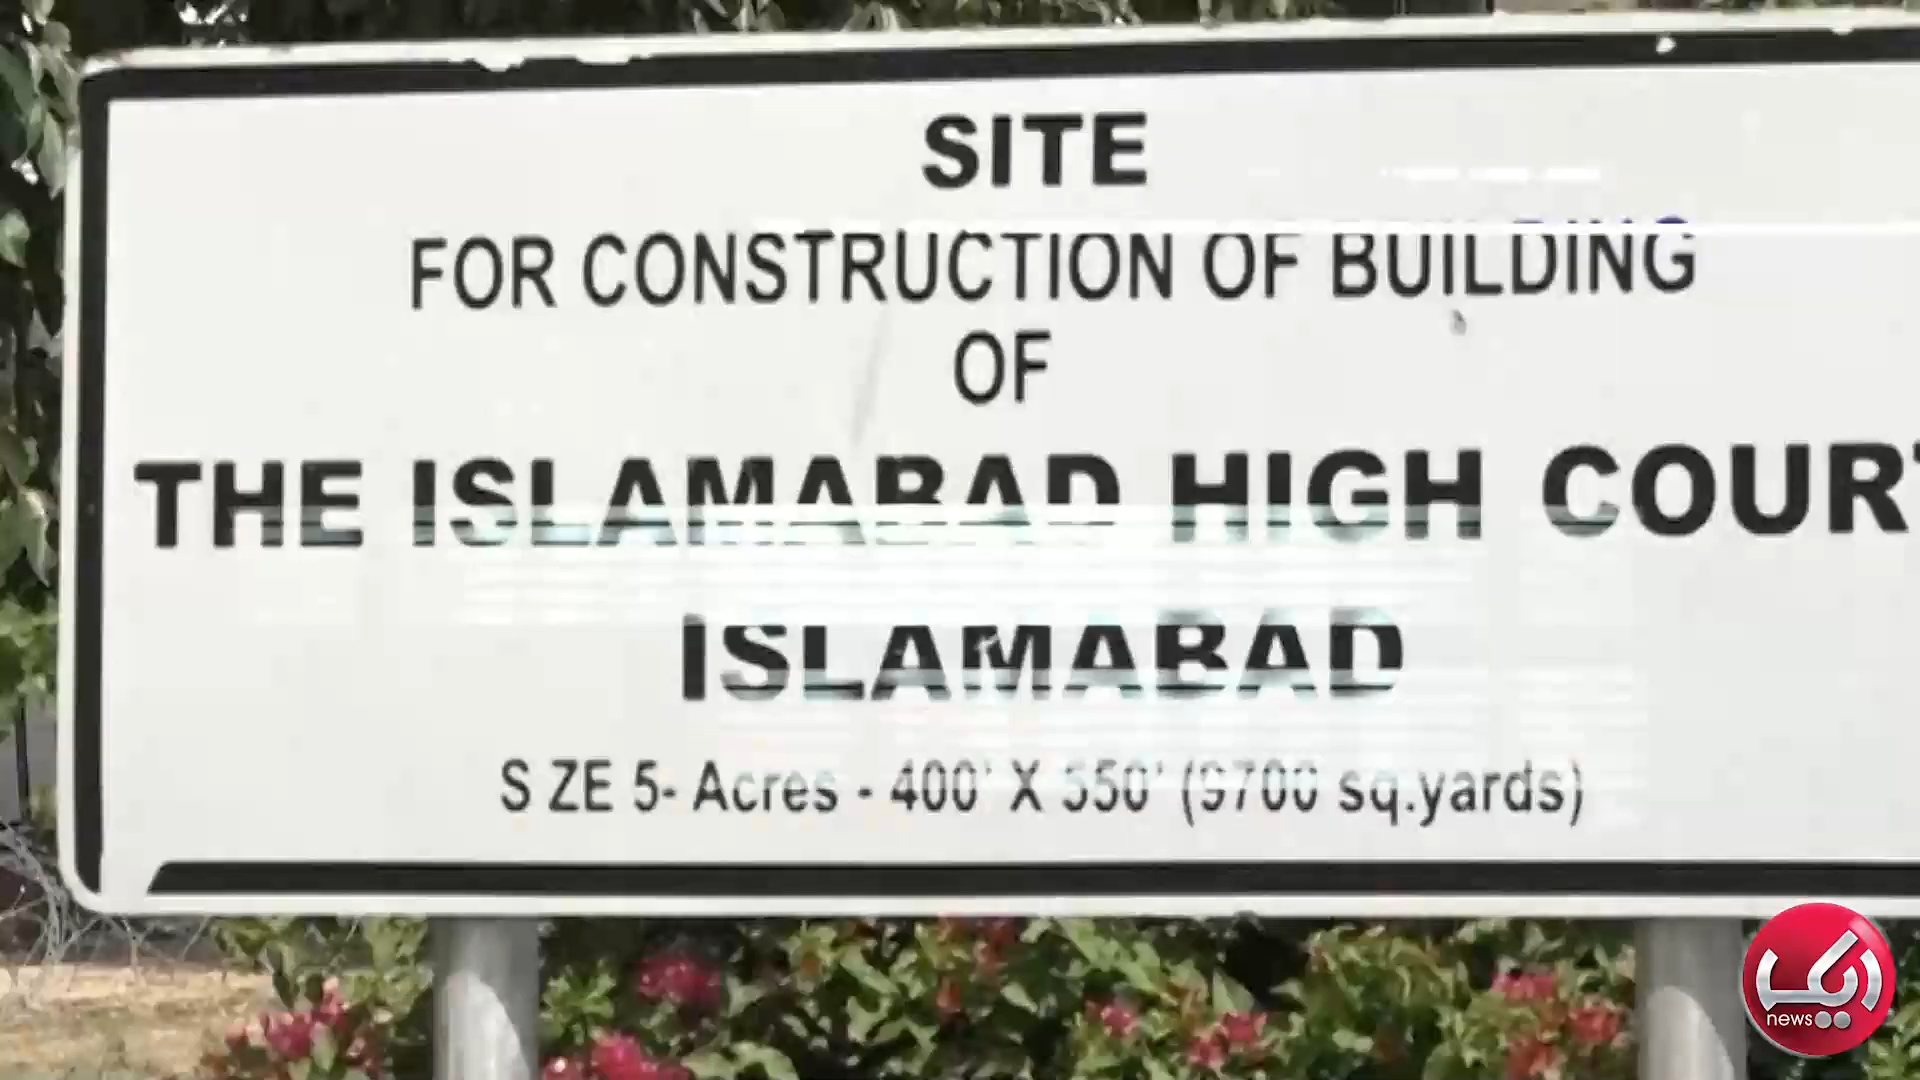 SITE
FOR CONSTRUCTION OF BUILDING
OF
THE ISLAMABAD HIGH COURT
ISLAMABAD
S ZE 5- Acres - 400' X 550' (9700 sq.yards)
ایک
news